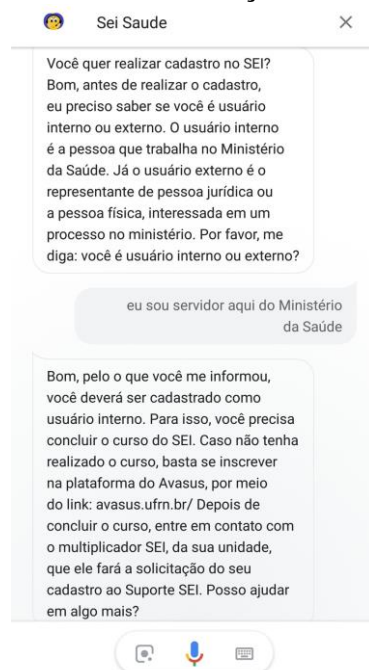 Sei Saude
Você quer realizar cadastro no SEI?
Bom, antes de realizar o cadastro,
eu preciso saber se você é usuário
interno ou externo. O usuário interno
é a pessoa que trabalha no Ministério
da Saúde. Já o usuário externo é o
representante de pessoa jurídica ou
a pessoa física, interessada em um
processo no ministério. Por favor, me
diga: você é usuário interno ou externo?
eu sou servidor aqui do Ministério
da Saúde
Bom, pelo o que você me informou,
você deverá ser cadastrado como
usuário interno. Para isso, você precisa
concluir o curso do SEI. Caso não tenha
realizado o curso, basta se inscrever
na plataforma do Avasus, por meio
do link: avasus.ufrn.br/ Depois de
concluir o curso, entre em contato com
o multiplicador SEI, da sua unidade,
que ele fará a solicitação do seu
cadastro ao Suporte SEI. Posso ajudar
em algo mais?